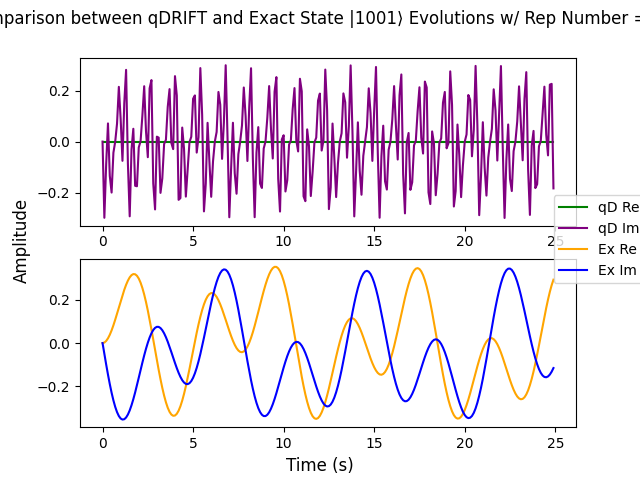 nparison between qDRIFT and Exact State |1001⟩ Evolutions w/ Rep Number =
0.2
0.0
−0.2
0 5 10 15 20 25
qD Re
qD Im
Ex Re
Ex Im
Amplitude
0.2
0.0
−0.2
0 5 10 15 20 25
Time (s)